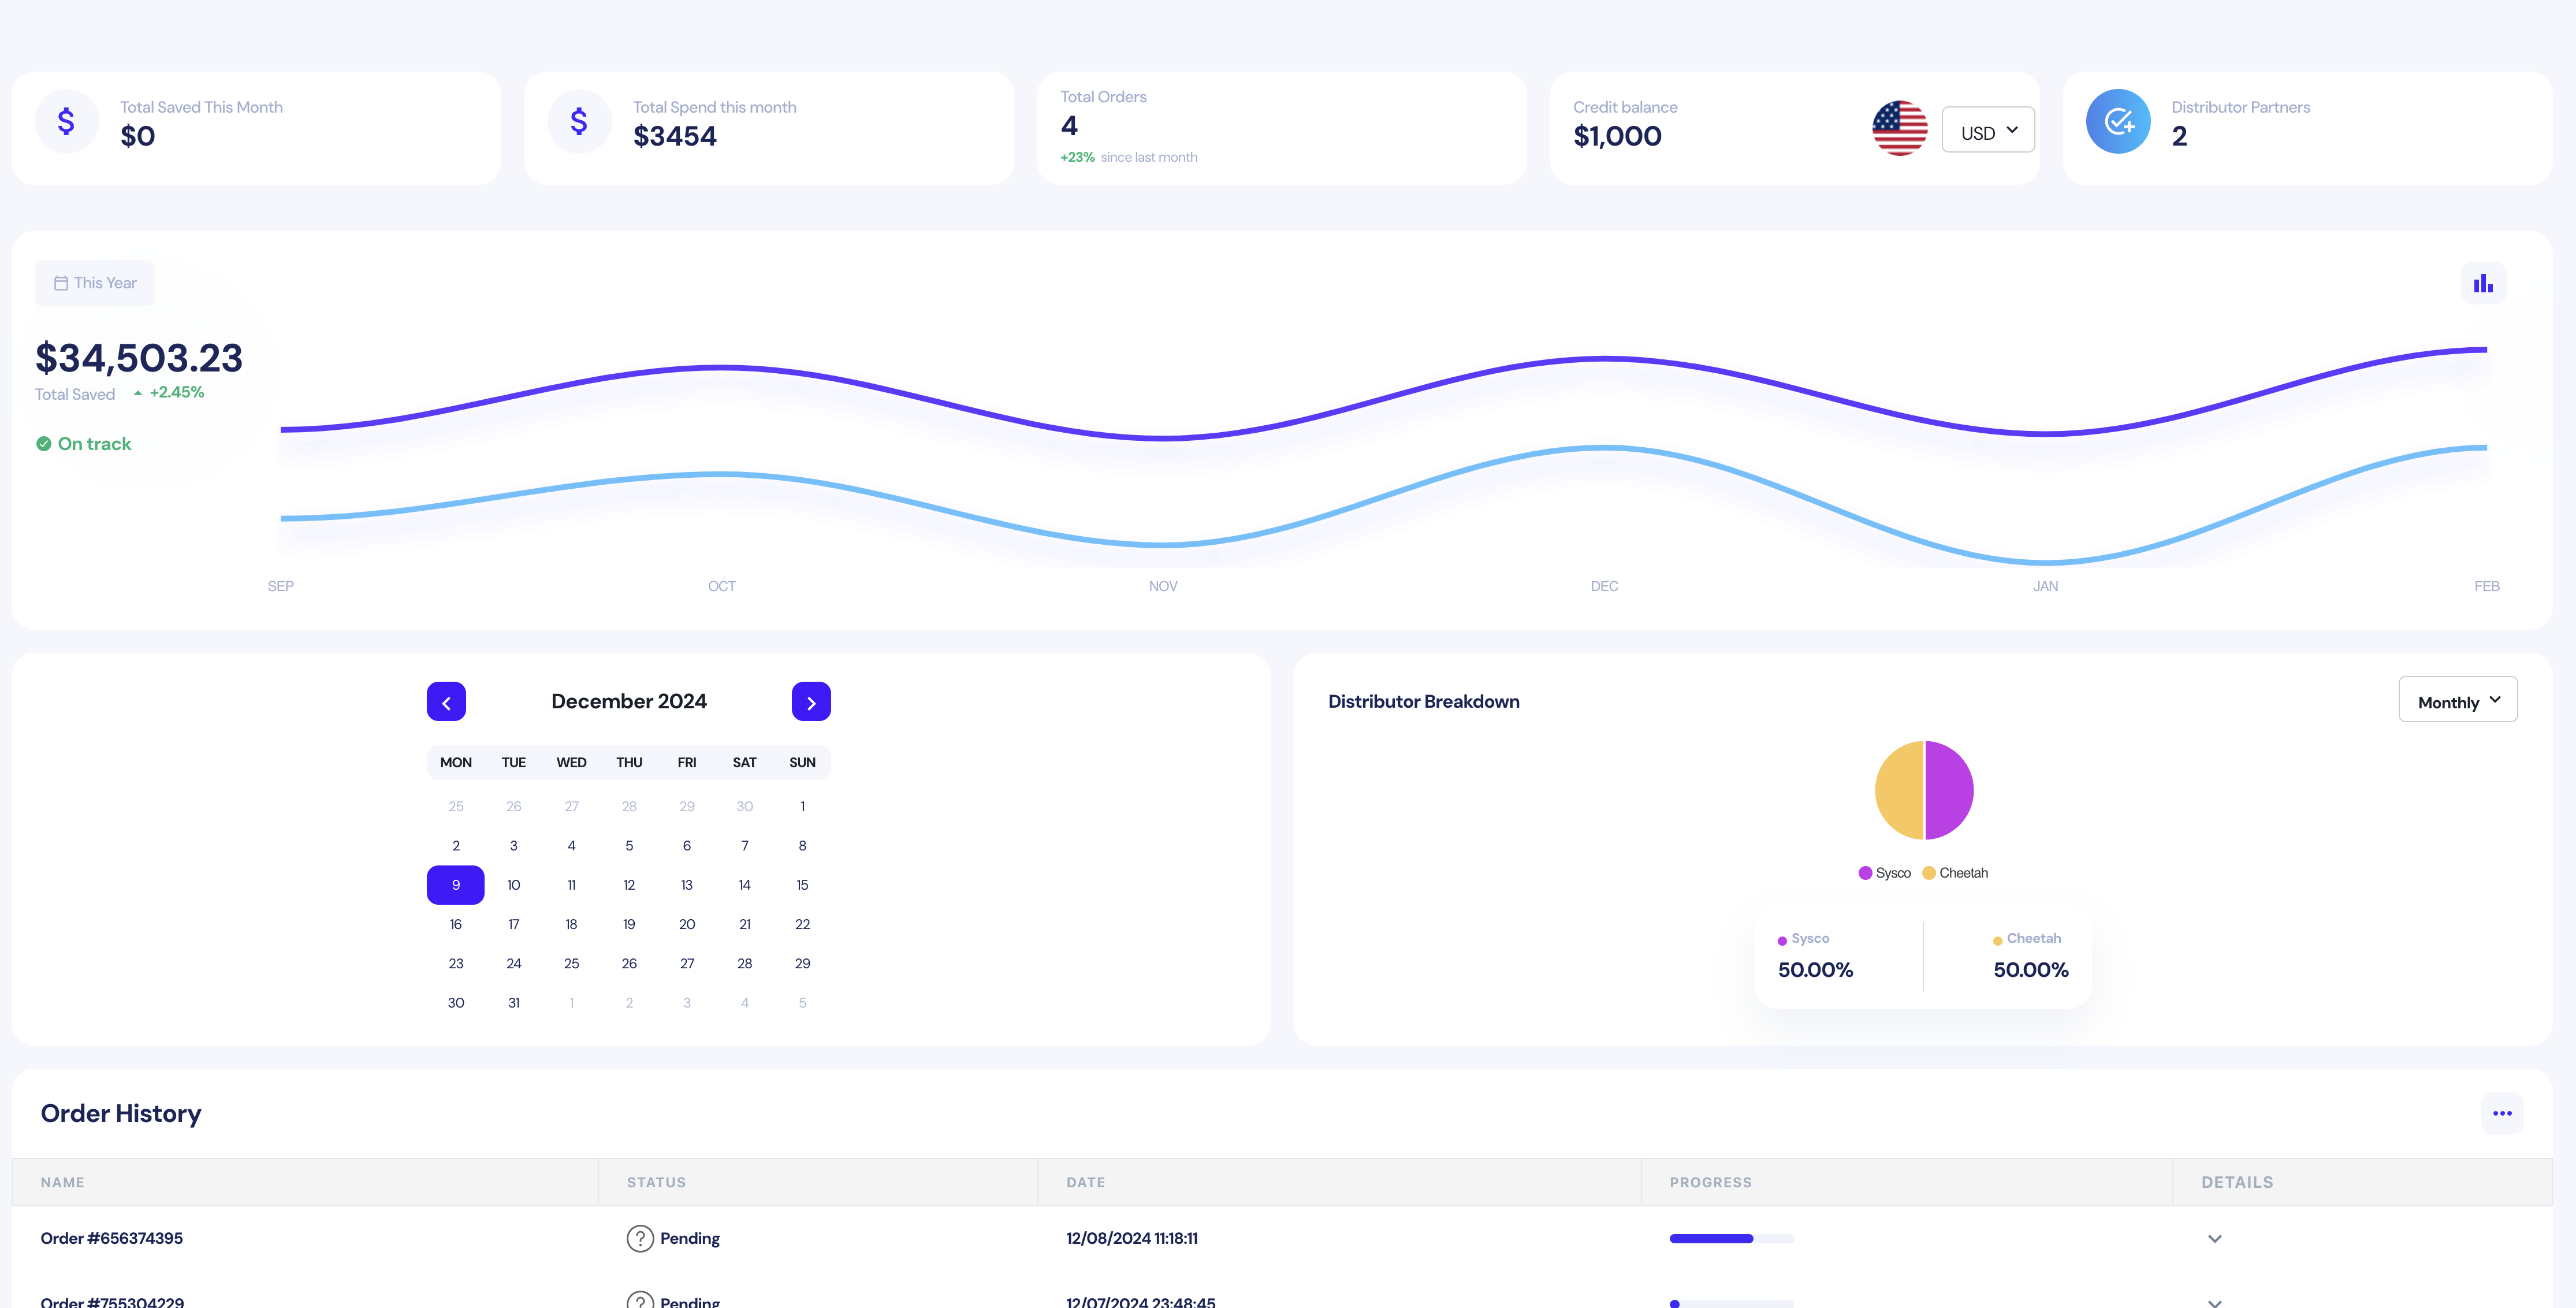 Total Saved This Month
$0
Total Spend this month
$3454
Total Orders
4
+23% since last month
Credit balance
$1,000
USD
Distributor Partners
2
This Year
$34,503.23
Total Saved +2.45%
On track
SEP OCT NOV DEC JAN FEB
December 2024
MON TUE WED THU FRI SAT SUN
25 26 27 28 29 30 1
2 3 4 5 6 7 8
9 10 11 12 13 14 15
16 17 18 19 20 21 22
23 24 25 26 27 28 29
30 31 1 2 3 4 5
Distributor Breakdown
Monthly
Sysco Cheetah
Sysco
50.00%
Cheetah
50.00%
Order History
NAME STATUS DATE PROGRESS DETAILS
Order #656374395 Pending 12/08/2024 11:18:11
Order #755304229 Pending 12/07/2024 23:48:45